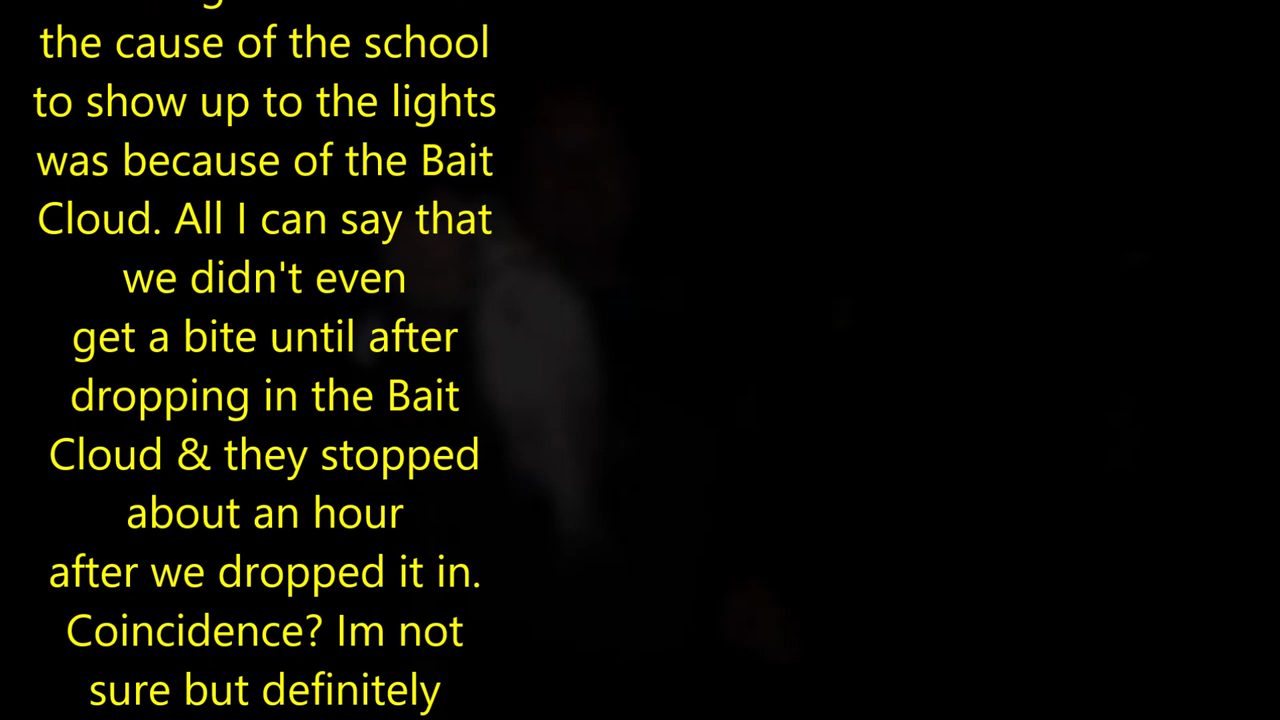 the cause of the school
to show up to the lights
was because of the Bait
Cloud. All I can say that
we didn't even
get a bite until after
dropping in the Bait
Cloud & they stopped
about an hour
after we dropped it in.
Coincidence? Im not
sure but definitely